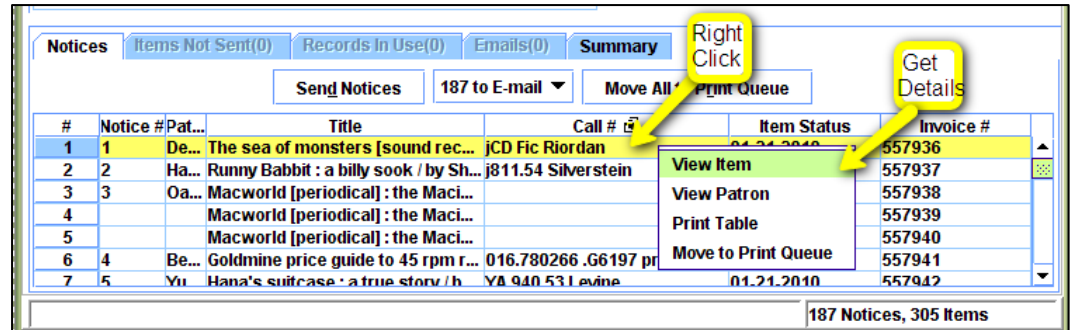 Notices Items Not Sent(0) Records In Use(0) Emails(0) Summary
Right
Click
Get
Details
Send Notices 187 to E-mail Move All Print Queue
# Notice # Pat... Title Call # Item Status Invoice #
1 1 De... The sea of monsters [sound rec... jCD Fic Riordan 01-21-2010 557936
2 2 Ha... Runny Babbit : a billy sook / by Sh... j811.54 Silverstein 557937
3 3 Oa... Macworld [periodical] : the Maci... 557938
4 Macworld [periodical] : the Maci... 557939
5 Macworld [periodical] : the Maci... 557940
6 4 Be... Goldmine price guide to 45 rpm r... 016.780266 .G6197 pr 557941
7 5 Yu Hana's suitcase : a true story / b YA 940.53 Levine 01-21-2010 557942
View Item
View Patron
Print Table
Move to Print Queue
187 Notices, 305 Items